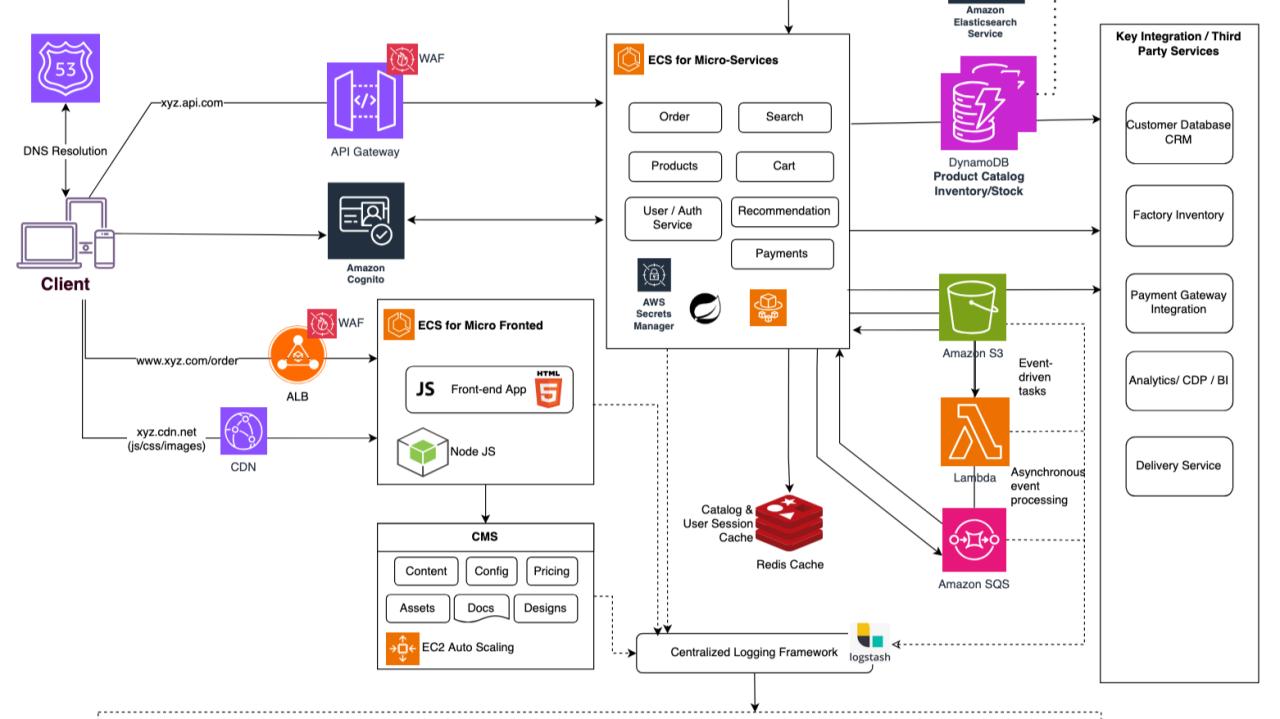 Amazon
Elasticsearch
Service
53
DNS Resolution
Client
xyz.api.com
WAF
</>
API Gateway
Amazon
Cognito
www.xyz.com/order
WAF
ALB
xyz.cdn.net
(js/css/images)
CDN
ECS for Micro Fronted
JS
Front-end App
HTML
5
Node JS
CMS
Content
Config
Pricing
Assets
Docs
Designs
EC2 Auto Scaling
ECS for Micro-Services
Order
Search
Products
Cart
User / Auth
Service
Recommendation
Payments
AWS
Secrets
Manager
DynamoDB
Product Catalog
Inventory/Stock
Amazon S3
Event-
driven
tasks
Lambda
Asynchronous
event
processing
Amazon SQS
Catalog &
User Session
Cache
Redis Cache
Centralized Logging Framework
logstash
Key Integration / Third
Party Services
Customer Database
CRM
Factory Inventory
Payment Gateway
Integration
Analytics/ CDP / BI
Delivery Service